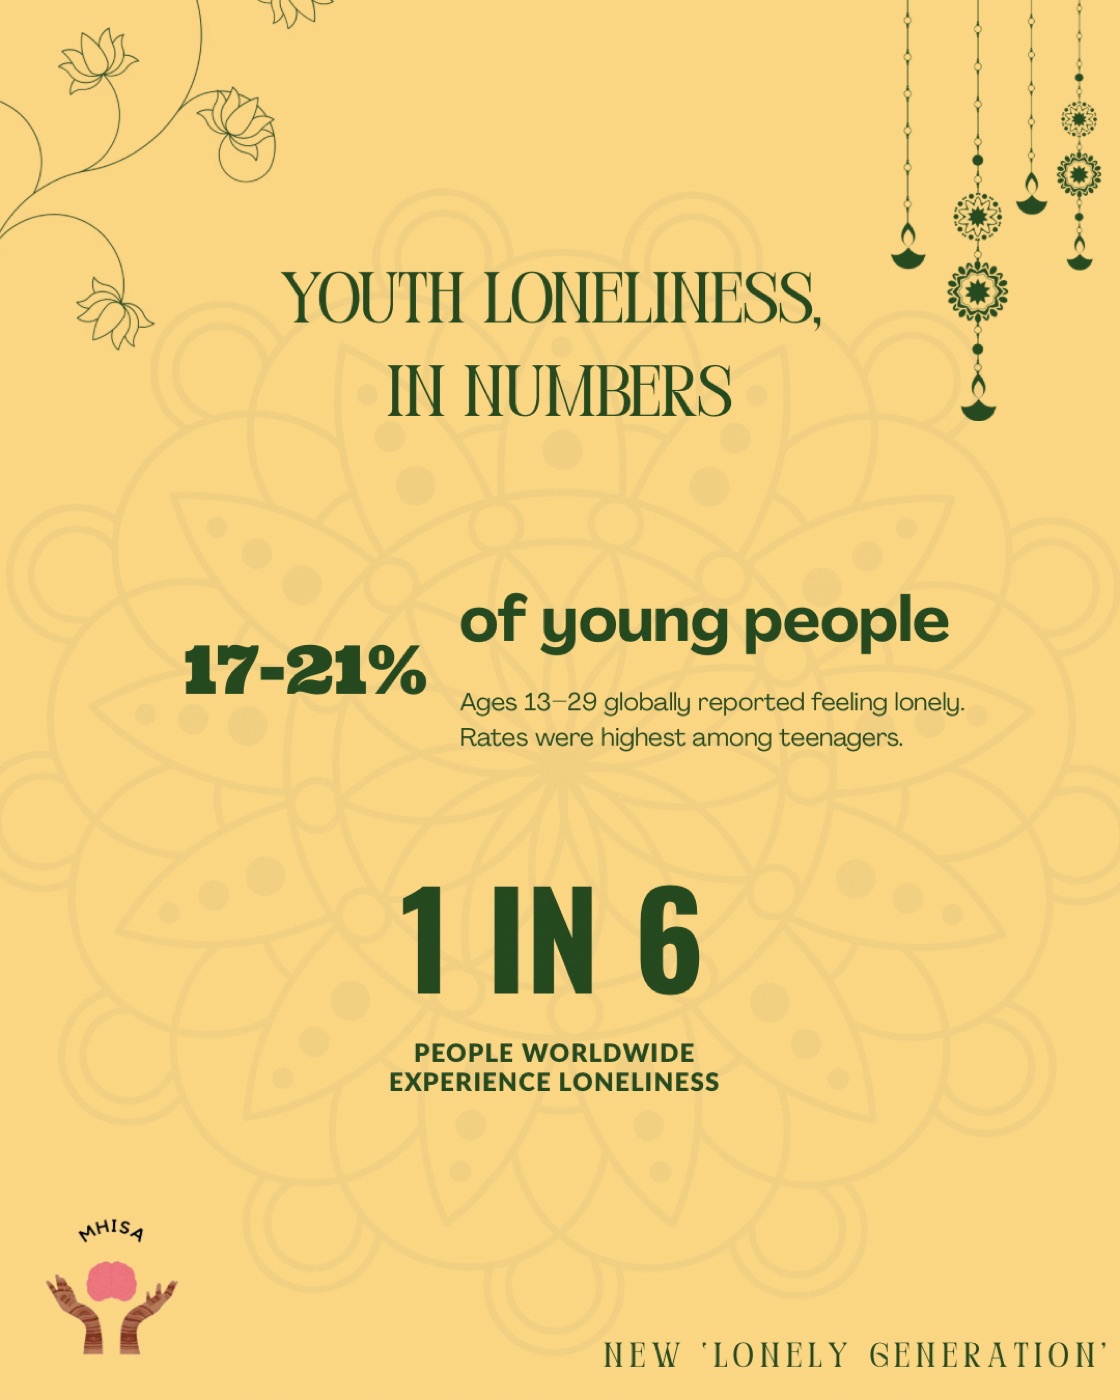 YOUTH LONELINESS,
IN NUMBERS
17-21%
of young people
Ages 13–29 globally reported feeling lonely.
Rates were highest among teenagers.
1 IN 6
PEOPLE WORLDWIDE
EXPERIENCE LONELINESS
MHISA
NEW 'LONELY GENERATION'